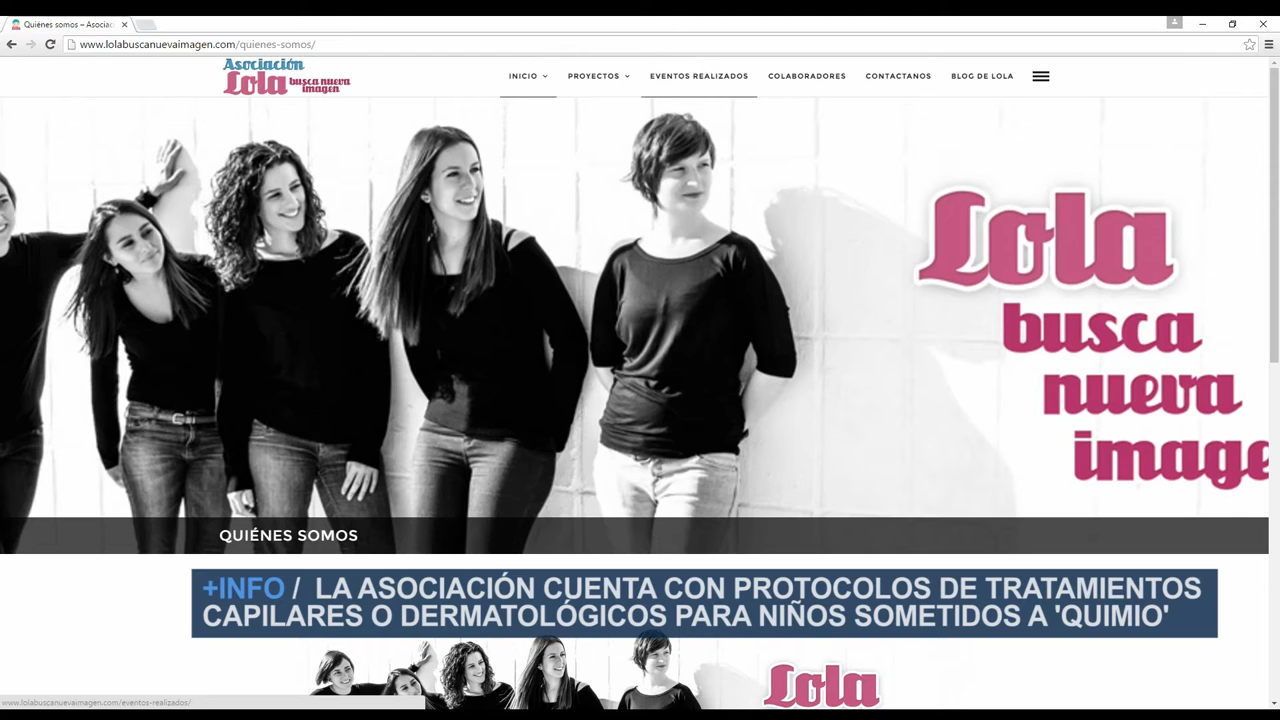 Quiénes somos – Asociac
www.lolabuscanuevaimagen.com/quienes-somos/
Asociación
Lola busca nueva
imagen
INICIO
PROYECTOS
EVENTOS REALIZADOS
COLABORADORES
CONTACTANOS
BLOG DE LOLA
Lola
busca
nueva
image
QUIÉNES SOMOS
+INFO / LA ASOCIACIÓN CUENTA CON PROTOCOLOS DE TRATAMIENTOS
CAPILARES O DERMATOLÓGICOS PARA NIÑOS SOMETIDOS A 'QUIMIO'
Lola
www.lolabuscanuevaimagen.com/eventos-realizados/